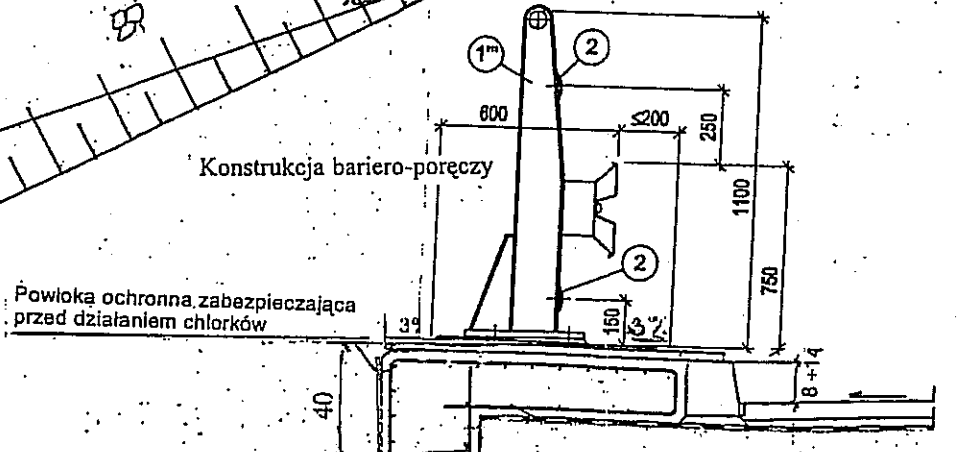 1ᵐ
2
600
≤200
250
Konstrukcja bariero-poręczy
1100
750
2
Powłoka ochronna zabezpieczająca
przed działaniem chlorków
150
3%
8÷14
40